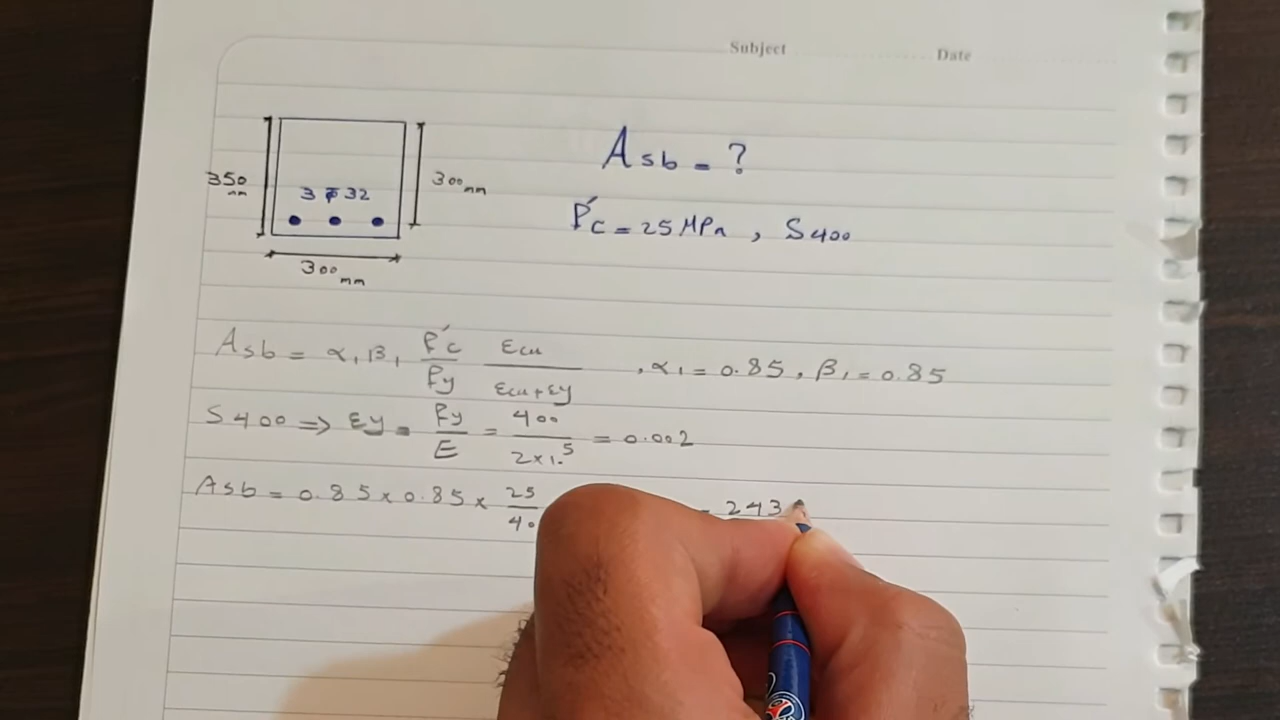 Subject Date
Asb = ?
f'c = 25 MPa , S400
350 mm
3 φ 32
300 mm
300 mm
Asb = α1 β1 f'c/fy εcu/(εcu+εy) , α1 = 0.85 , β1 = 0.85
S400 ⇒ εy = fy/E = 400/2×10^5 = 0.002
Asb = 0.85 × 0.85 × 25/40 = 243